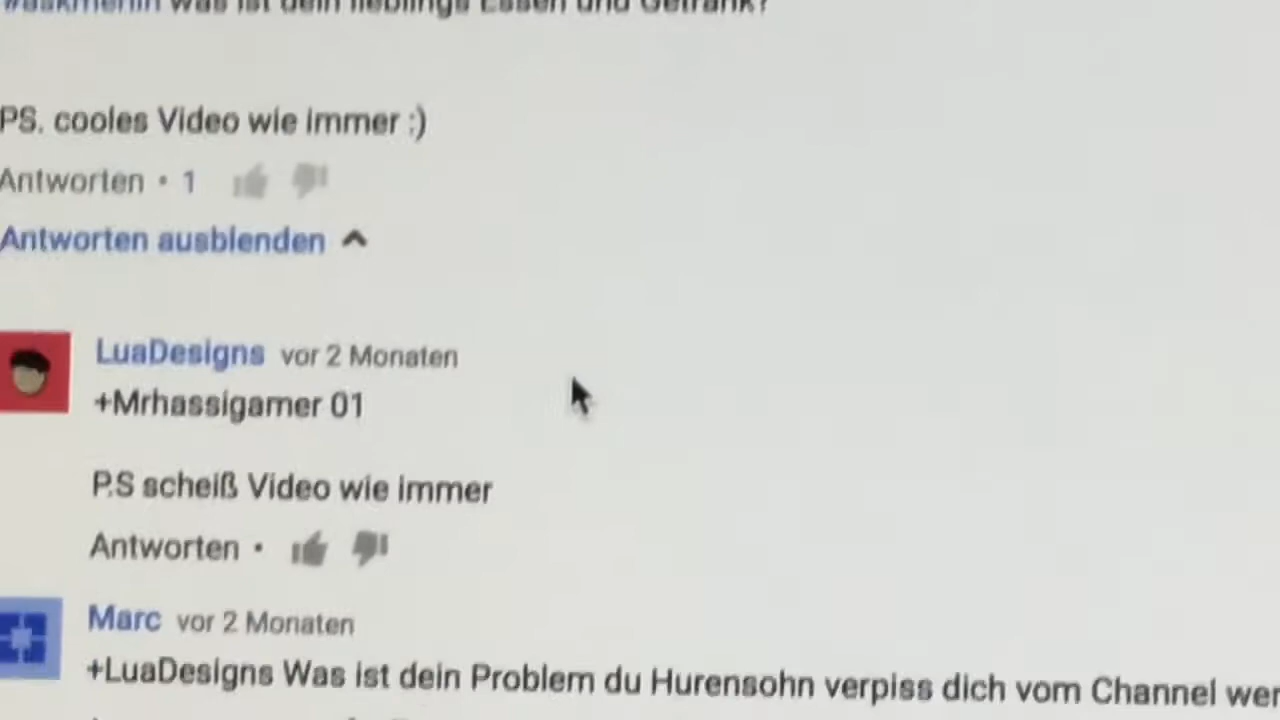 was ist dein lieblings Essen und Getränk?
PS. cooles Video wie immer :)
Antworten • 1
Antworten ausblenden
LuaDesigns vor 2 Monaten
+Mrhassigamer 01
P.S scheiß Video wie immer
Antworten •
Marc vor 2 Monaten
+LuaDesigns Was ist dein Problem du Hurensohn verpiss dich vom Channel wer